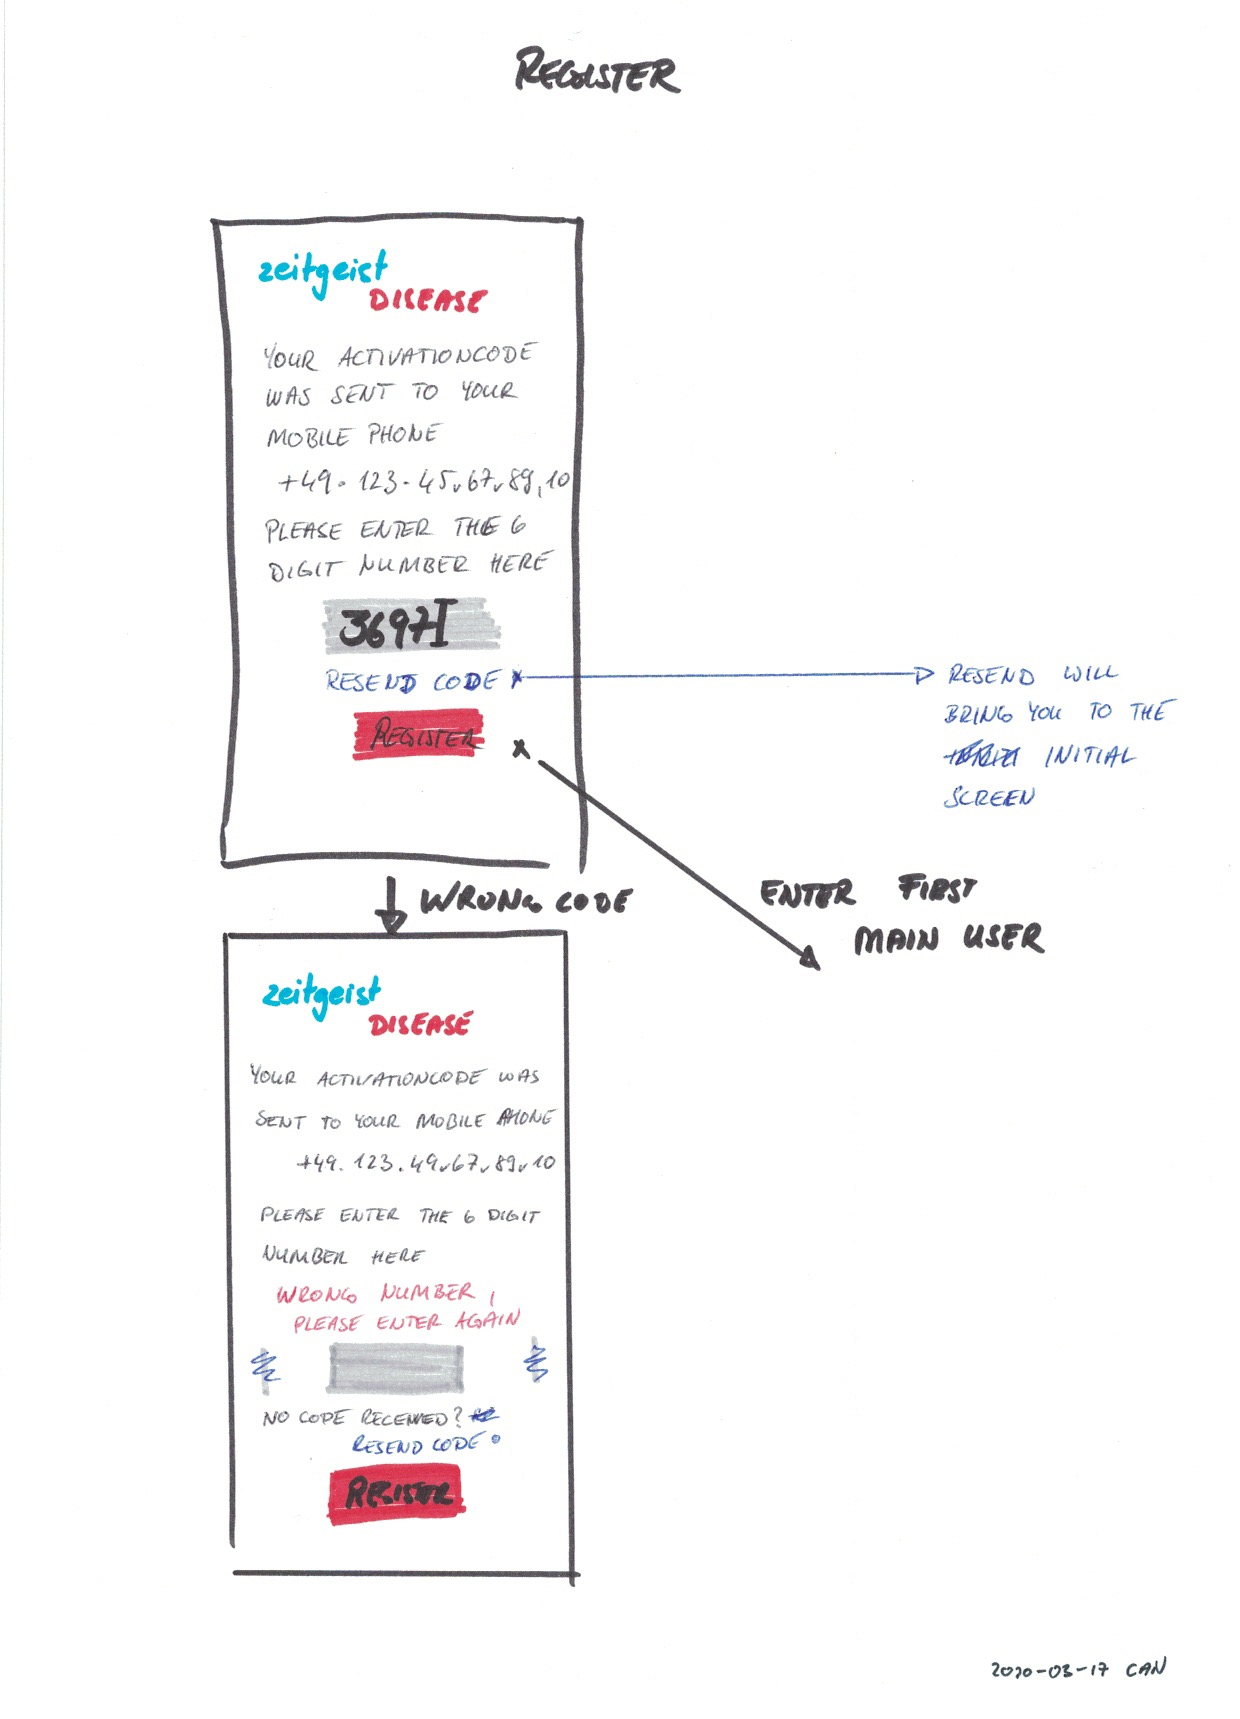 REGISTER
zeitgeist
DISEASE
YOUR ACTIVATIONCODE
WAS SENT TO YOUR
MOBILE PHONE
+49. 123. 45.67.89.10
PLEASE ENTER THE 6
DIGIT NUMBER HERE
3697
RESEND CODE x
REGISTER x
RESEND WILL
BRING YOU TO THE
INITIAL
SCREEN
WRONG CODE
ENTER FIRST
MAIN USER
zeitgeist
DISEASE
YOUR ACTIVATIONCODE WAS
SENT TO YOUR MOBILE PHONE
+49. 123. 49.67.89.10
PLEASE ENTER THE 6 DIGIT
NUMBER HERE
WRONG NUMBER,
PLEASE ENTER AGAIN
NO CODE RECEIVED?
RESEND CODE
REGISTER
2020-03-17 CAN